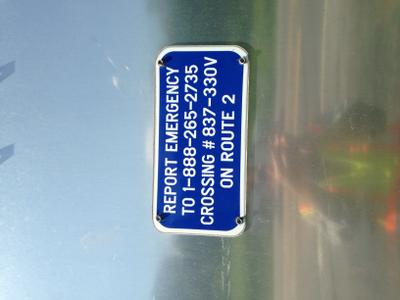 REPORT EMERGENCY
TO 1-888-265-2735
CROSSING # 837-330V
ON ROUTE 2